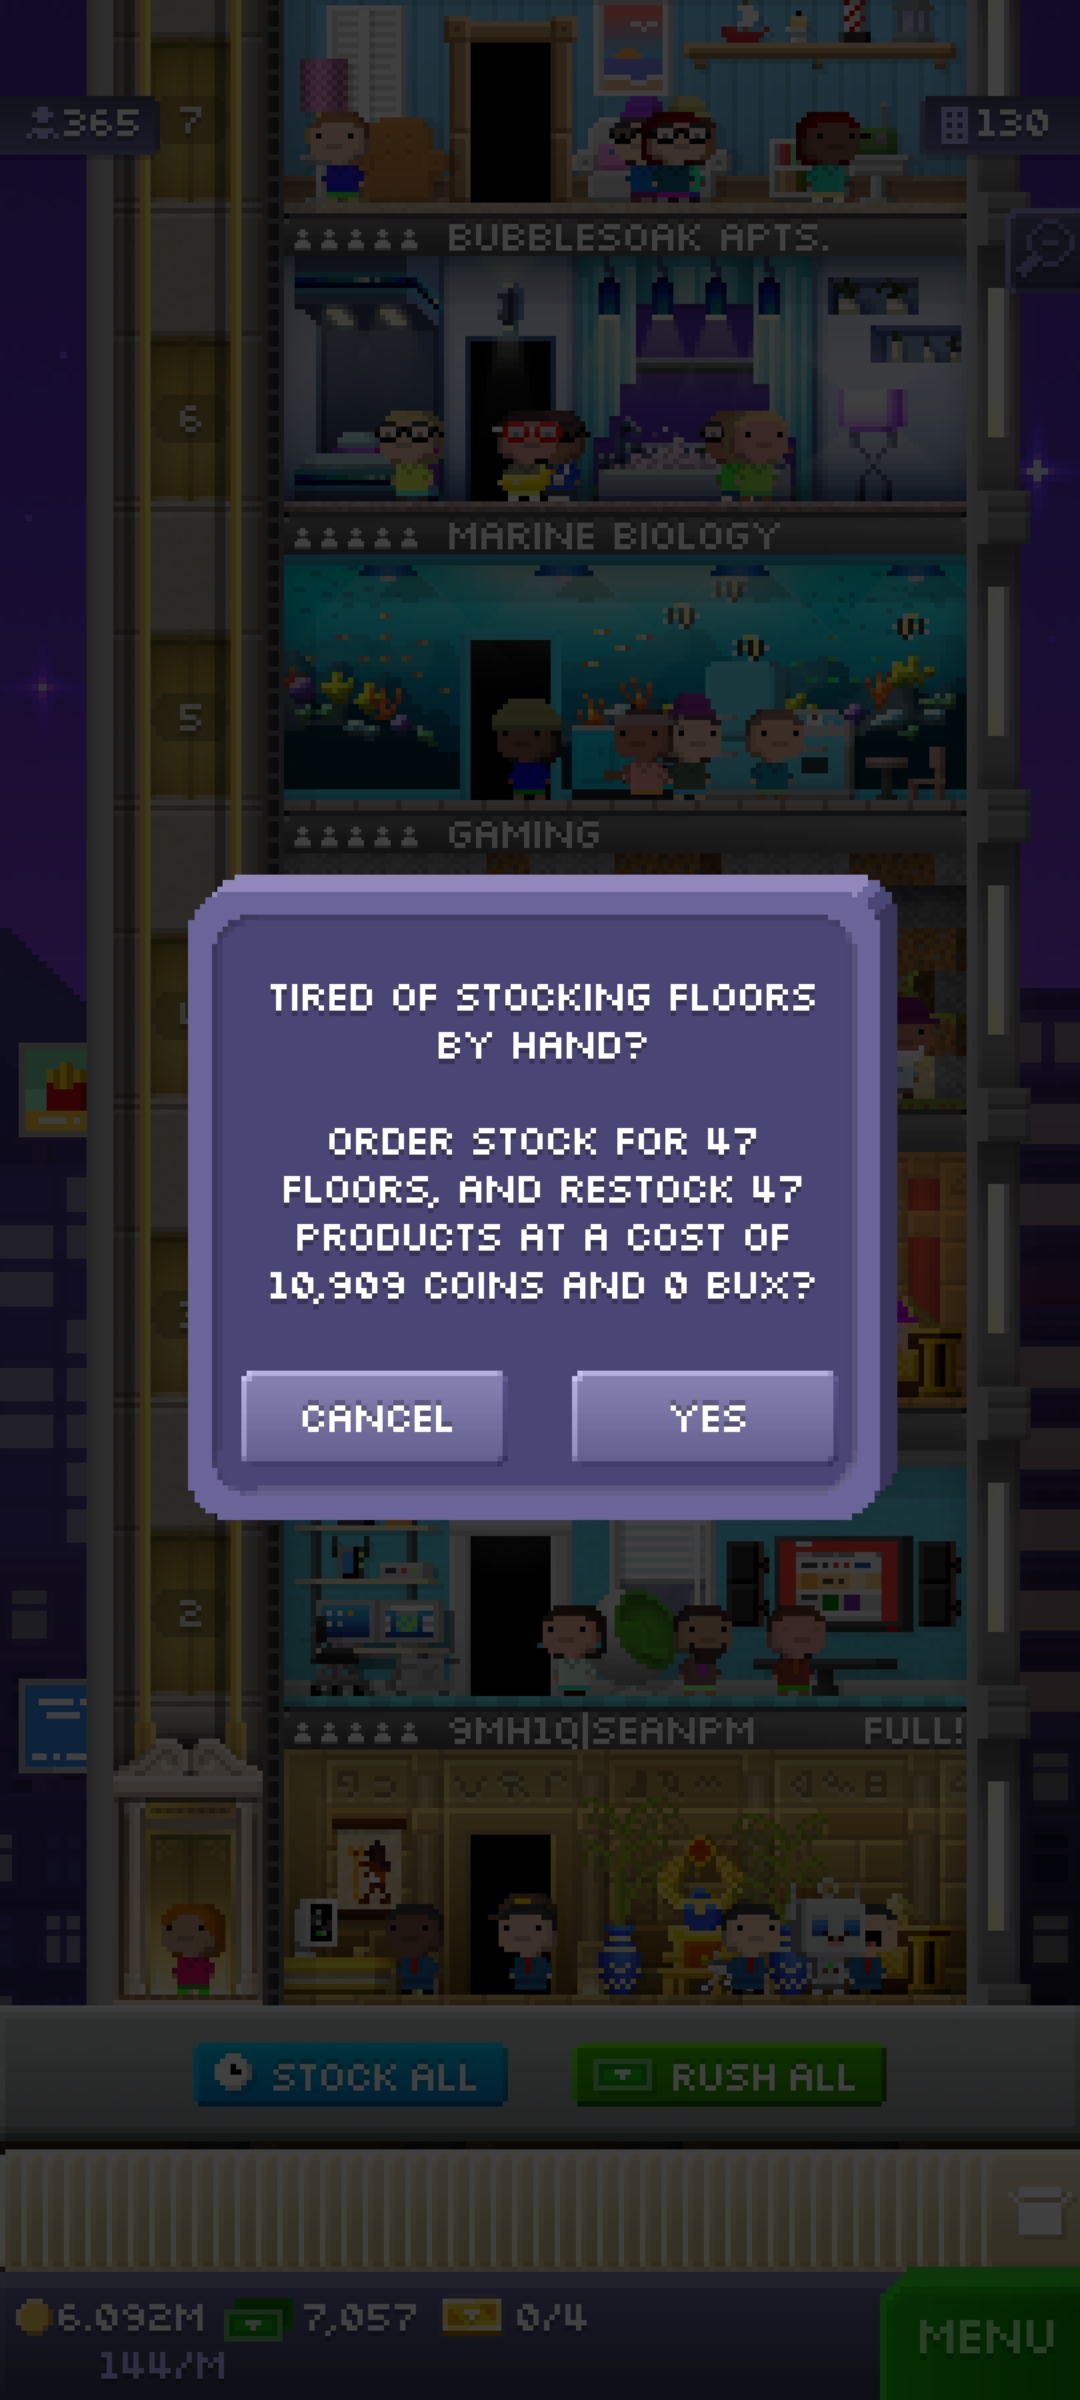 365
7
130
BUBBLESOAK APTS.
6
MARINE BIOLOGY
5
GAMING
TIRED OF STOCKING FLOORS
BY HAND?
ORDER STOCK FOR 47
FLOORS, AND RESTOCK 47
PRODUCTS AT A COST OF
10,909 COINS AND 0 BUX?
CANCEL
YES
2
9MH1Q|SEANPM
FULL!
STOCK ALL
RUSH ALL
6.092M
7,057
0/4
144/M
MENU